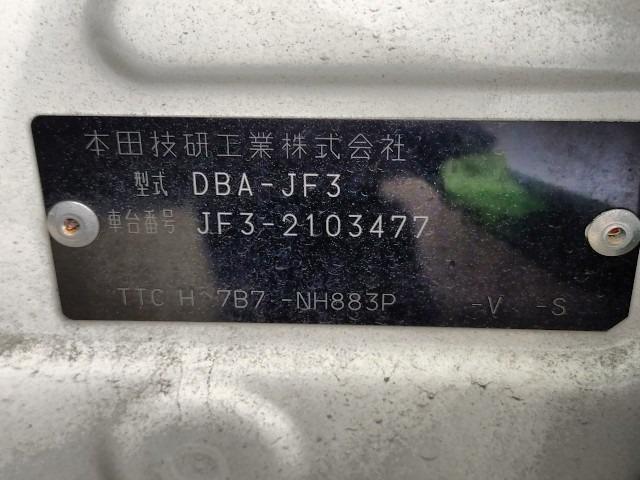 本田技研工業株式会社
型式 DBA-JF3
車台番号 JF3-2103477
TTC H 7B7 -NH883P -V -S